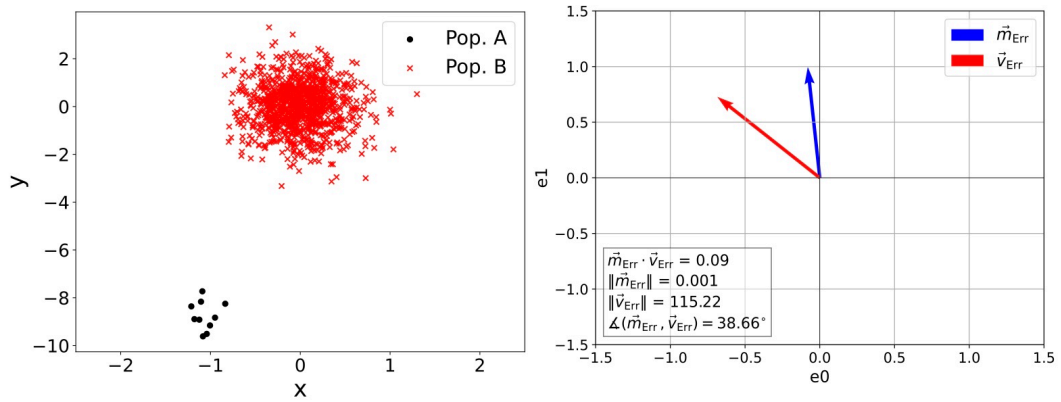 Pop. A
Pop. B
2
0
−2
−4
−6
−8
−10
y
−2
−1
0
1
2
x
1.5
1.0
0.5
0.0
−0.5
−1.0
−1.5
e1
−1.5
−1.0
−0.5
0.0
0.5
1.0
1.5
e0
m⃗Err
v⃗Err
m⃗Err · v⃗Err = 0.09
‖m⃗Err‖ = 0.001
‖v⃗Err‖ = 115.22
∡(m⃗Err, v⃗Err) = 38.66°